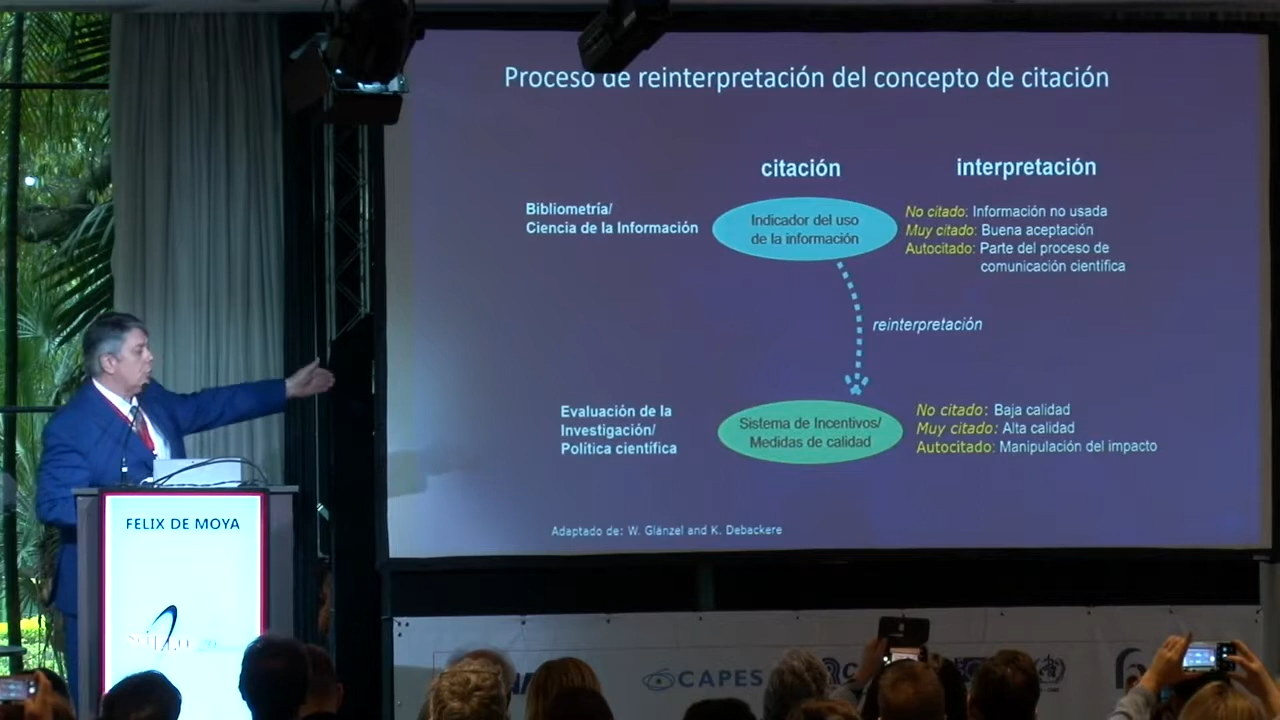 Proceso de reinterpretación del concepto de citación
citación
interpretación
Bibliometría/
Ciencia de la Información
Indicador del uso
de la información
No citado: Información no usada
Muy citado: Buena aceptación
Autocitado: Parte del proceso de
comunicación científica
reinterpretación
Evaluación de la
Investigación/
Política científica
Sistema de Incentivos/
Medidas de calidad
No citado: Baja calidad
Muy citado: Alta calidad
Autocitado: Manipulación del impacto
Adaptado de: W. Glänzel and K. Debackere
FELIX DE MOYA
SciELO
CAPES